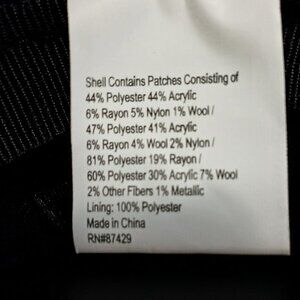 Shell Contains Patches Consisting of
44% Polyester 44% Acrylic
6% Rayon 5% Nylon 1% Wool /
47% Polyester 41% Acrylic
6% Rayon 4% Wool 2% Nylon /
81% Polyester 19% Rayon /
60% Polyester 30% Acrylic 7% Wool
2% Other Fibers 1% Metallic
Lining: 100% Polyester
Made in China
RN#87429